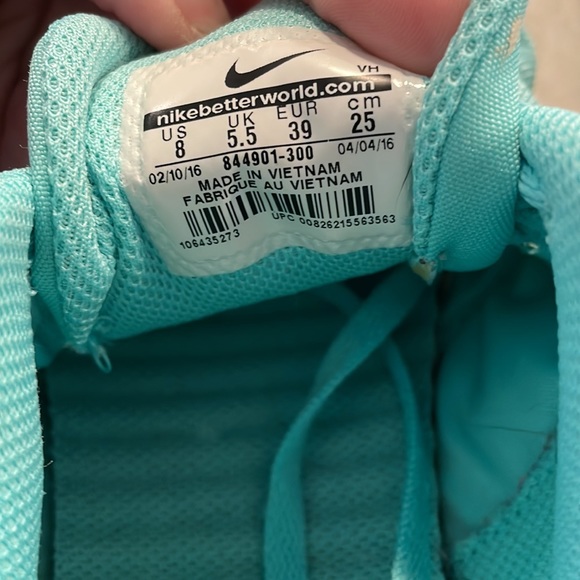 VH
nikebetterworld.com
US UK EUR cm
8 5.5 39 25
02/10/16 844901-300 04/04/16
MADE IN VIETNAM
FABRIQUE AU VIETNAM
106435273 UPC 00826215563563